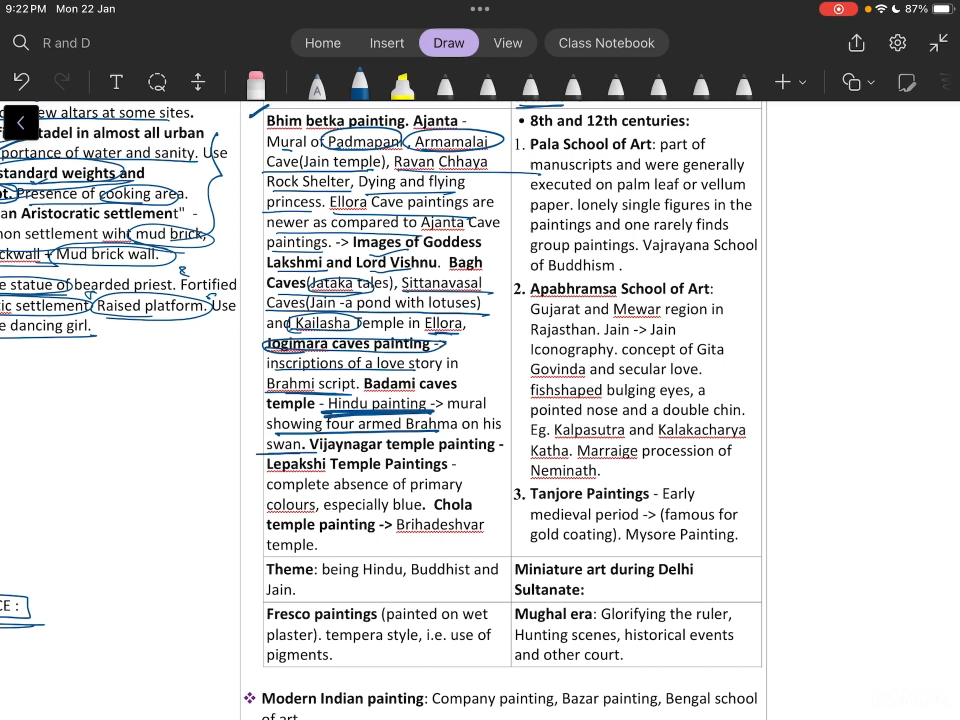 9:22 PM Mon 22 Jan
87%
R and D
Home Insert Draw View Class Notebook
ew altars at some sites.
tadel in almost all urban
portance of water and sanity. Use
standard weights and
t. Presence of cooking area.
an Aristocratic settlement" -
non settlement wiht mud brick,
ckwall + Mud brick wall.
e statue of bearded priest. Fortified
tic settlement. Raised platform. Use
e dancing girl.
CE :
Bhim betka painting. Ajanta -
Mural of Padmapani, Armamalai
Cave(Jain temple), Ravan Chhaya
Rock Shelter, Dying and flying
princess. Ellora Cave paintings are
newer as compared to Ajanta Cave
paintings. -> Images of Goddess
Lakshmi and Lord Vishnu. Bagh
Caves(Jataka tales), Sittanavasal
Caves(Jain -a pond with lotuses)
and Kailasha Temple in Ellora,
Jogimara caves painting -
inscriptions of a love story in
Brahmi script. Badami caves
temple - Hindu painting -> mural
showing four armed Brahma on his
swan. Vijaynagar temple painting -
Lepakshi Temple Paintings -
complete absence of primary
colours, especially blue. Chola
temple painting -> Brihadeshvar
temple.
• 8th and 12th centuries:
1. Pala School of Art: part of
manuscripts and were generally
executed on palm leaf or vellum
paper. lonely single figures in the
paintings and one rarely finds
group paintings. Vajrayana School
of Buddhism .
2. Apabhramsa School of Art:
Gujarat and Mewar region in
Rajasthan. Jain -> Jain
Iconography. concept of Gita
Govinda and secular love.
fishshaped bulging eyes, a
pointed nose and a double chin.
Eg. Kalpasutra and Kalakacharya
Katha. Marraige procession of
Neminath.
3. Tanjore Paintings - Early
medieval period -> (famous for
gold coating). Mysore Painting.
Theme: being Hindu, Buddhist and
Jain.
Miniature art during Delhi
Sultanate:
Fresco paintings (painted on wet
plaster). tempera style, i.e. use of
pigments.
Mughal era: Glorifying the ruler,
Hunting scenes, historical events
and other court.
❖ Modern Indian painting: Company painting, Bazar painting, Bengal school
of art